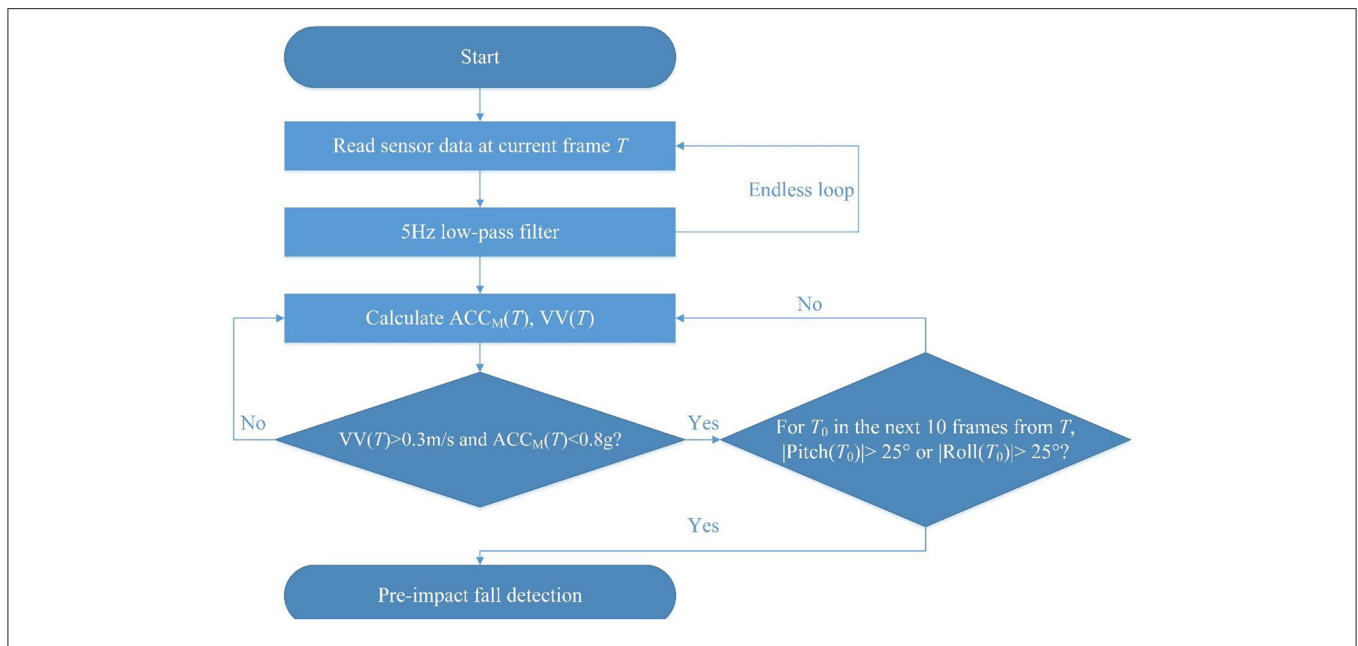 Start
Read sensor data at current frame T
Endless loop
5Hz low-pass filter
No
Calculate ACC_M(T), VV(T)
No
VV(T)>0.3m/s and ACC_M(T)<0.8g?
Yes
For T_0 in the next 10 frames from T,
|Pitch(T_0)|> 25° or |Roll(T_0)|> 25°?
Yes
Pre-impact fall detection